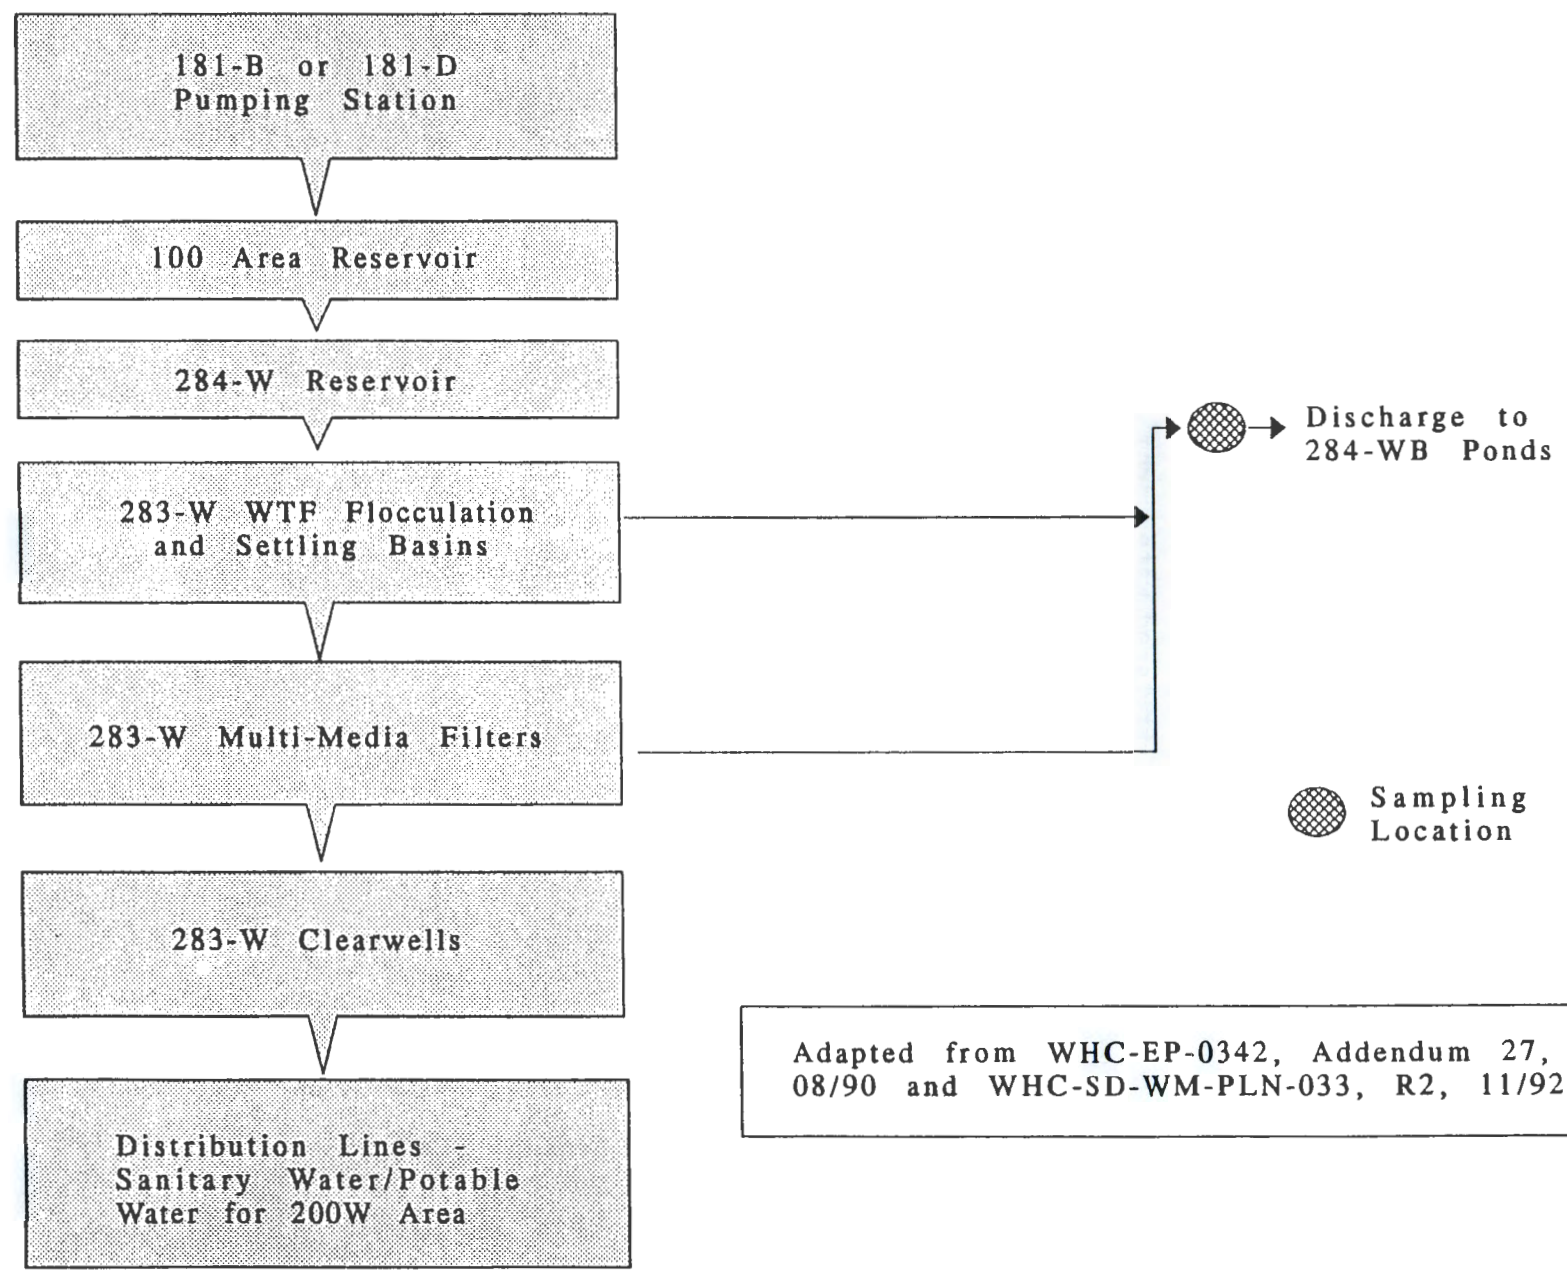 181-B or 181-D
Pumping Station
100 Area Reservoir
284-W Reservoir
283-W WTF Flocculation
and Settling Basins
283-W Multi-Media Filters
283-W Clearwells
Distribution Lines -
Sanitary Water/Potable
Water for 200W Area
Discharge to
284-WB Ponds
Sampling
Location
Adapted from WHC-EP-0342, Addendum 27,
08/90 and WHC-SD-WM-PLN-033, R2, 11/92